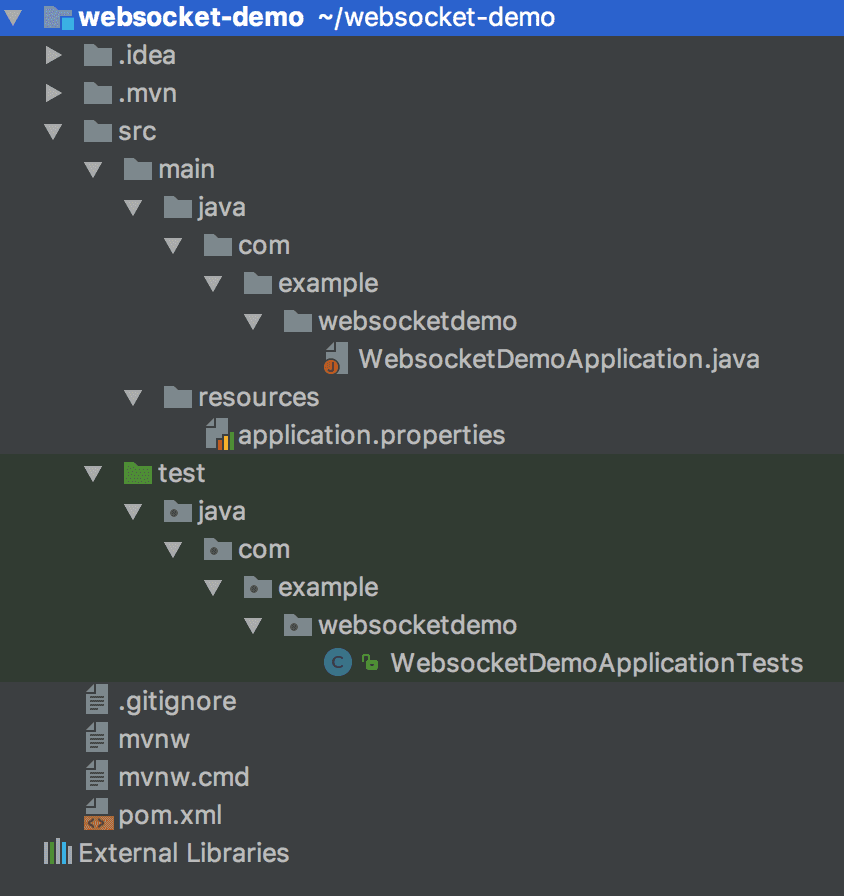 websocket-demo ~/websocket-demo
.idea
.mvn
src
main
java
com
example
websocketdemo
WebsocketDemoApplication.java
resources
application.properties
test
java
com
example
websocketdemo
WebsocketDemoApplicationTests
.gitignore
mvnw
mvnw.cmd
pom.xml
External Libraries